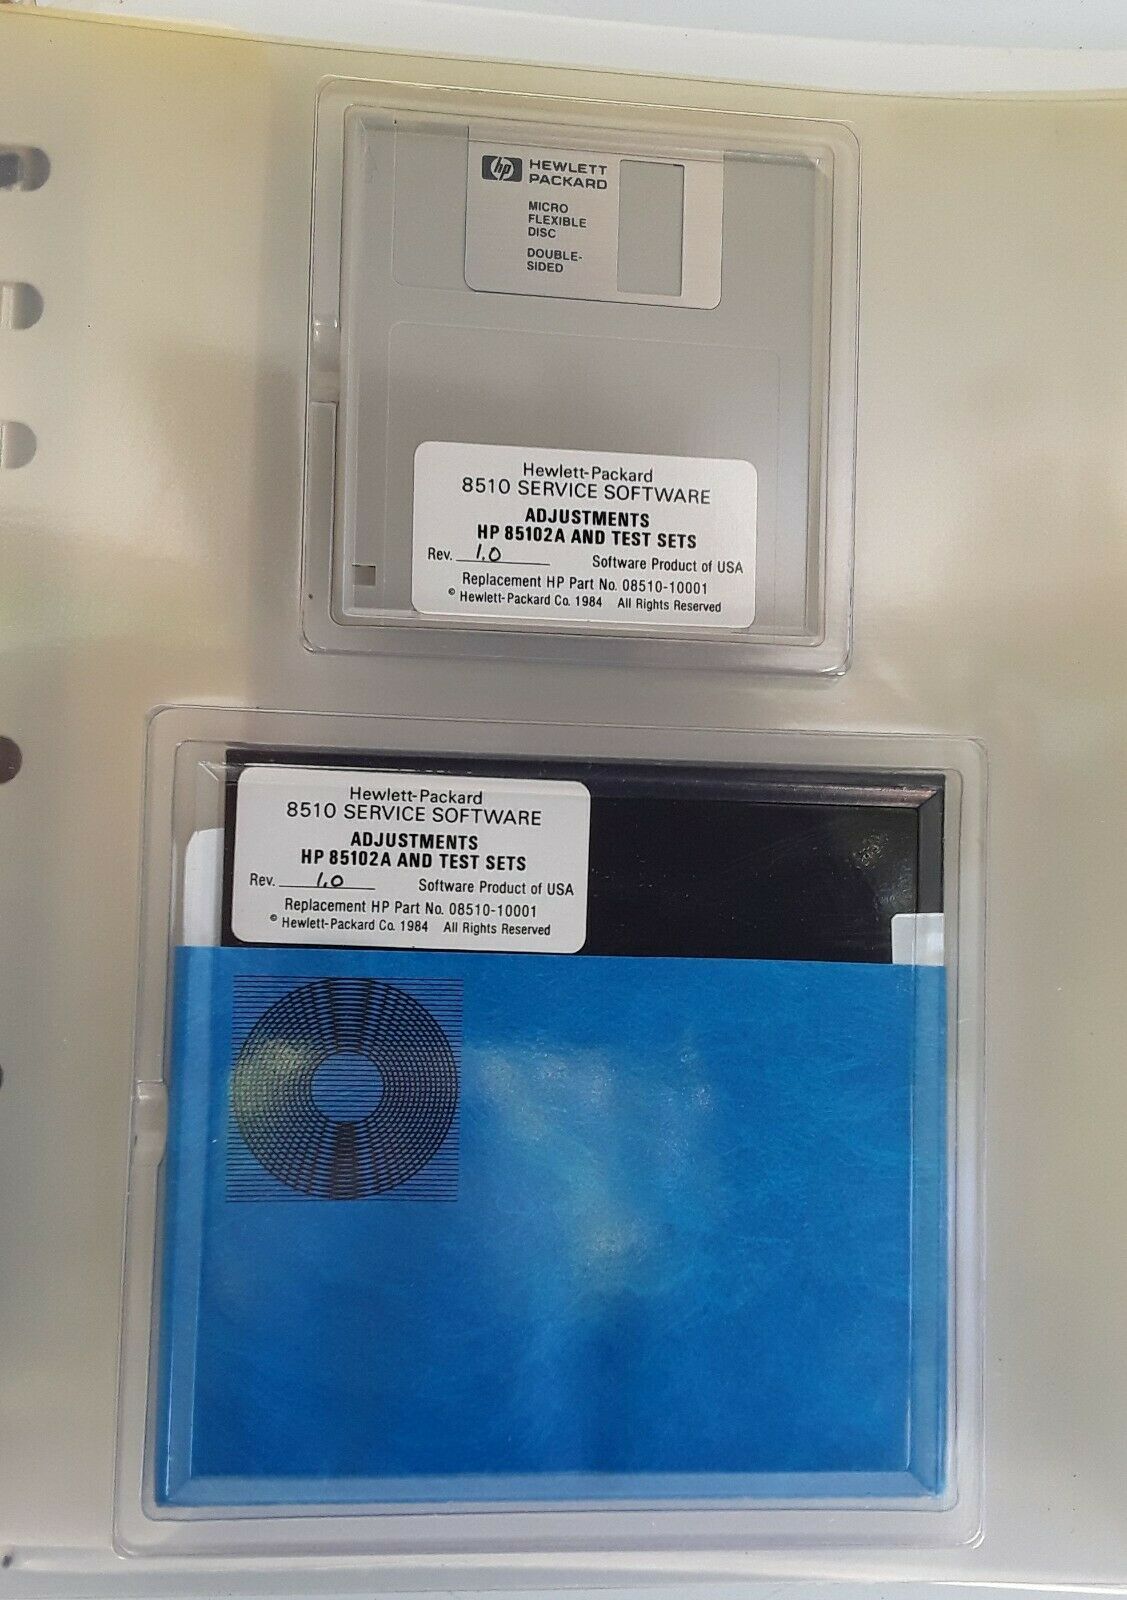 hp HEWLETT
PACKARD
MICRO
FLEXIBLE
DISC
DOUBLE-
SIDED
Hewlett-Packard
8510 SERVICE SOFTWARE
ADJUSTMENTS
HP 85102A AND TEST SETS
Rev. 1.0 Software Product of USA
Replacement HP Part No. 08510-10001
© Hewlett-Packard Co. 1984 All Rights Reserved
Hewlett-Packard
8510 SERVICE SOFTWARE
ADJUSTMENTS
HP 85102A AND TEST SETS
Rev. 1.0 Software Product of USA
Replacement HP Part No. 08510-10001
© Hewlett-Packard Co. 1984 All Rights Reserved